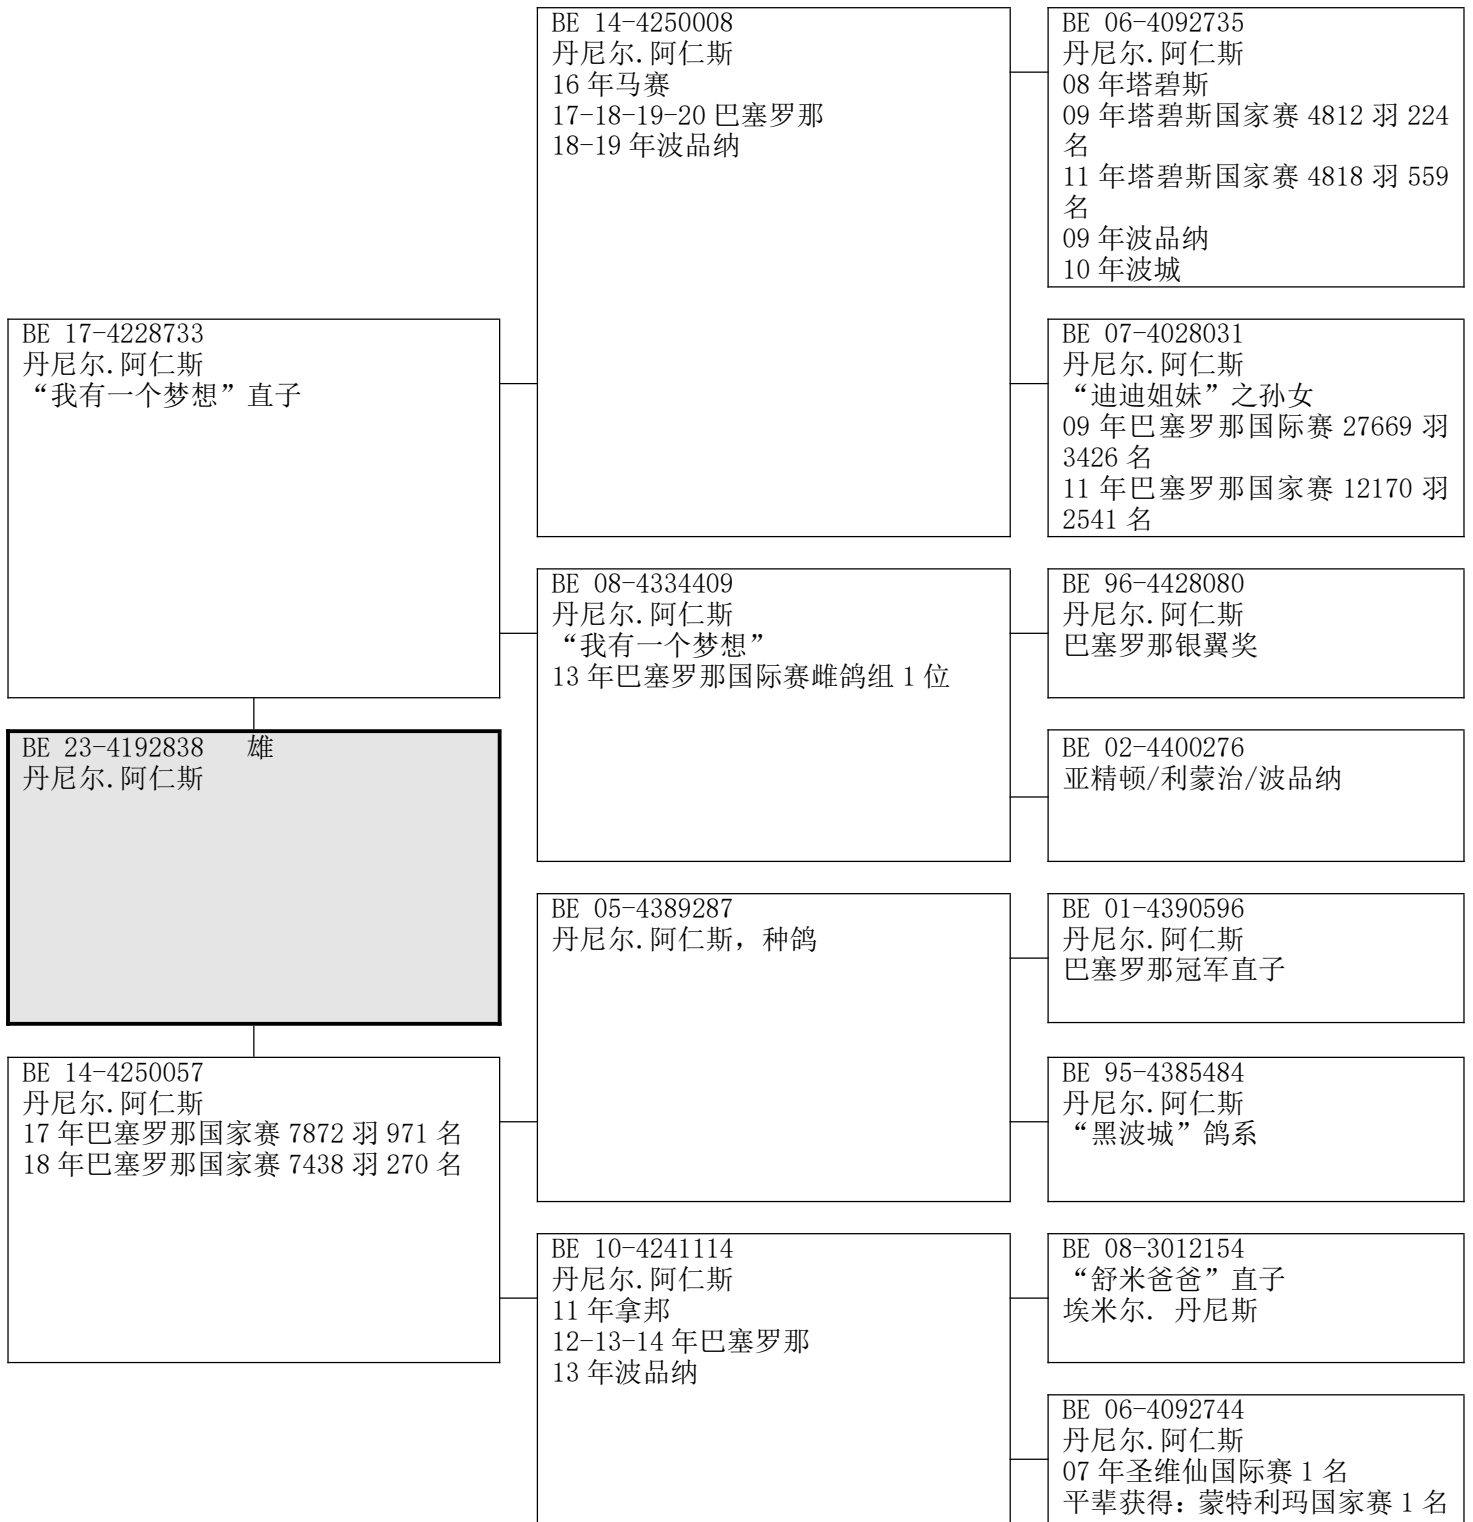 BE 14-4250008
丹尼尔.阿仁斯
16 年马赛
17-18-19-20 巴塞罗那
18-19 年波品纳
BE 06-4092735
丹尼尔.阿仁斯
08 年塔碧斯
09 年塔碧斯国家赛 4812 羽 224
名
11 年塔碧斯国家赛 4818 羽 559
名
09 年波品纳
10 年波城
BE 17-4228733
丹尼尔.阿仁斯
“我有一个梦想”直子
BE 07-4028031
丹尼尔.阿仁斯
“迪迪姐妹”之孙女
09 年巴塞罗那国际赛 27669 羽
3426 名
11 年巴塞罗那国家赛 12170 羽
2541 名
BE 08-4334409
丹尼尔.阿仁斯
“我有一个梦想”
13 年巴塞罗那国际赛雌鸽组 1 位
BE 96-4428080
丹尼尔.阿仁斯
巴塞罗那银翼奖
BE 23-4192838 雄
丹尼尔.阿仁斯
BE 02-4400276
亚精顿/利蒙治/波品纳
BE 05-4389287
丹尼尔.阿仁斯，种鸽
BE 01-4390596
丹尼尔.阿仁斯
巴塞罗那冠军直子
BE 14-4250057
丹尼尔.阿仁斯
17 年巴塞罗那国家赛 7872 羽 971 名
18 年巴塞罗那国家赛 7438 羽 270 名
BE 95-4385484
丹尼尔.阿仁斯
“黑波城”鸽系
BE 10-4241114
丹尼尔.阿仁斯
11 年拿邦
12-13-14 年巴塞罗那
13 年波品纳
BE 08-3012154
“舒米爸爸”直子
埃米尔. 丹尼斯
BE 06-4092744
丹尼尔.阿仁斯
07 年圣维仙国际赛 1 名
平辈获得：蒙特利玛国家赛 1 名